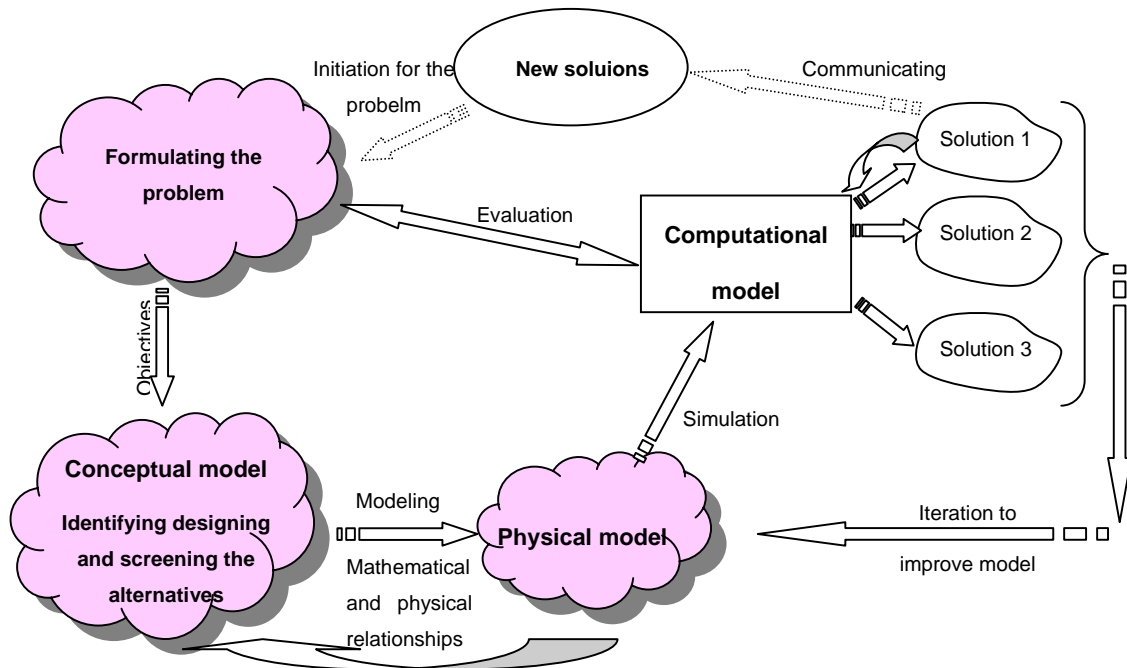 Initiation for the
probelm
New soluions
Communicating
Formulating the
problem
Solution 1
Evaluation
Computational
model
Solution 2
Solution 3
Objectives
Simulation
Conceptual model
Identifying designing
and screening the
alternatives
Modeling
Mathematical
and physical
relationships
Physical model
Iteration to
improve model